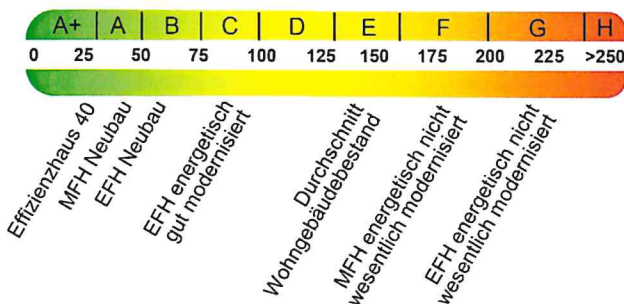 A+ A B C D E F G H
0 25 50 75 100 125 150 175 200 225 >250
Effizienzhaus 40
MFH Neubau
EFH Neubau
EFH energetisch
gut modernisiert
Durchschnitt
Wohngebäudebestand
MFH energetisch nicht
wesentlich modernisiert
EFH energetisch nicht
wesentlich modernisiert